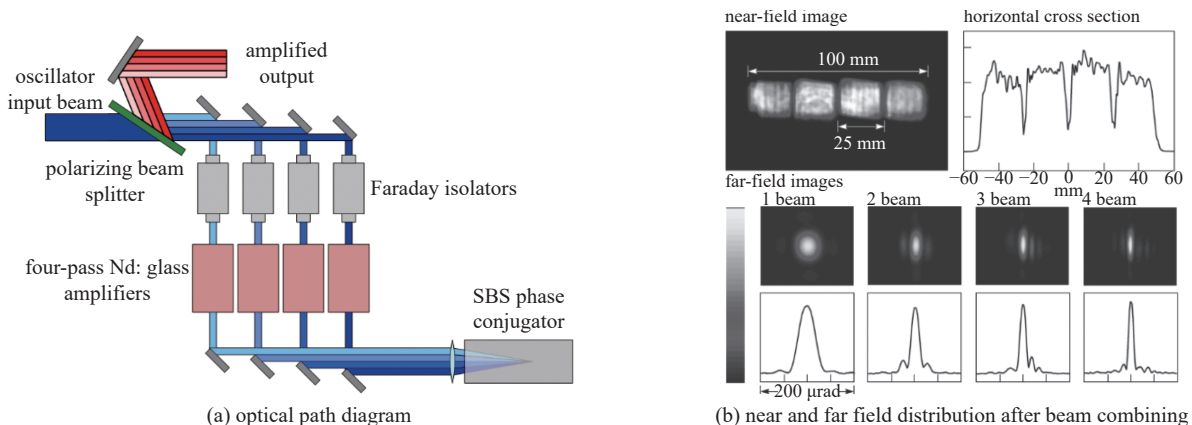 amplified
output
oscillator
input beam
polarizing beam
splitter
Faraday isolators
four-pass Nd: glass
amplifiers
SBS phase
conjugator
(a) optical path diagram
near-field image
horizontal cross section
100 mm
25 mm
−60 −40 −20 0 20 40 60
mm
far-field images
1 beam
2 beam
3 beam
4 beam
200 μrad
(b) near and far field distribution after beam combining